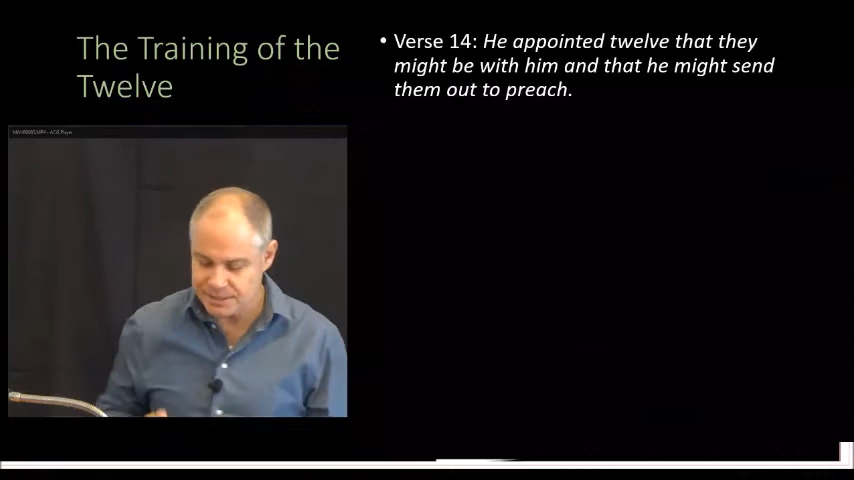 The Training of the
Twelve
• Verse 14: He appointed twelve that they
might be with him and that he might send
them out to preach.